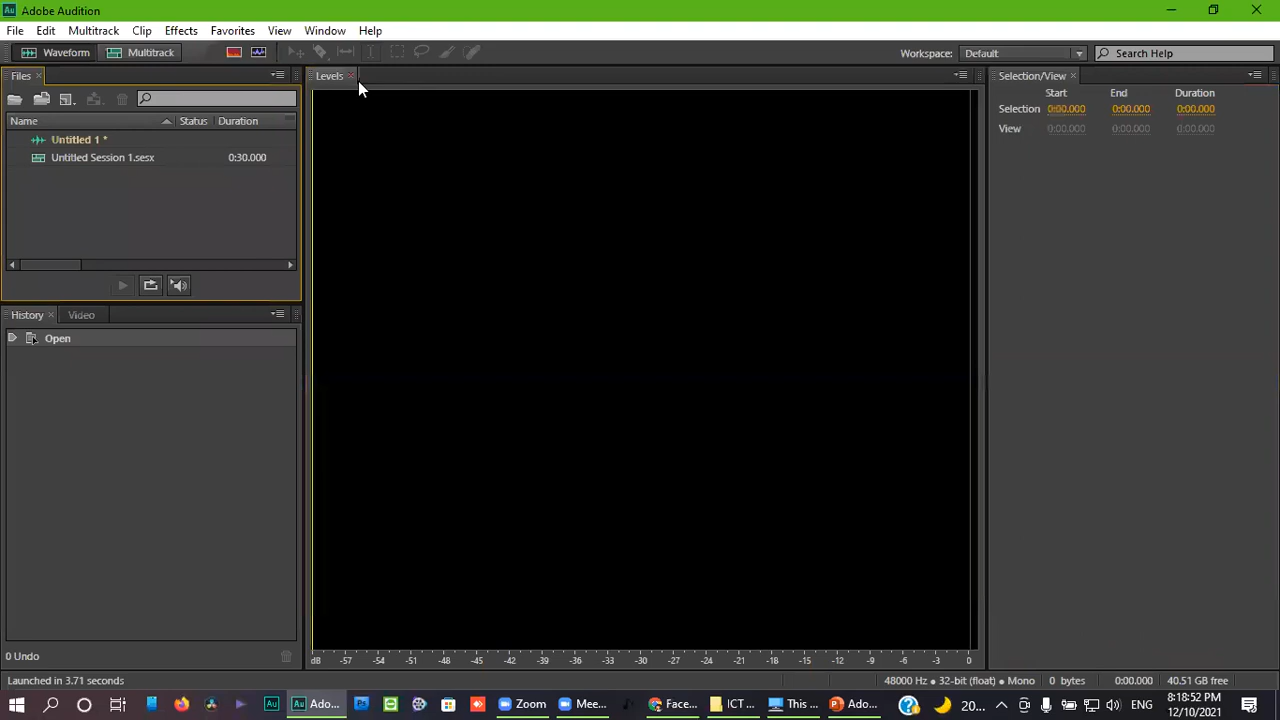 Au Adobe Audition
File Edit Multitrack Clip Effects Favorites View Window Help
Waveform Multitrack Workspace: Default Search Help
Files × Levels × Selection/View ×
Start End Duration
Selection 0:00.000 0:00.000 0:00.000
View 0:00.000 0:00.000 0:00.000
Name Status Duration
Untitled 1 *
Untitled Session 1.sesx 0:30.000
History × Video
Open
0 Undo
dB -57 -54 -51 -48 -45 -42 -39 -36 -33 -30 -27 -24 -21 -18 -15 -12 -9 -6 -3 0
Launched in 3.71 seconds 48000 Hz ● 32-bit (float) ● Mono 0 bytes 0:00.000 40.51 GB free
Au Au Ado... Ps Zoom Mee... Face... ICT ... This ... Ado... 20... ENG 8:18:52 PM
12/10/2021